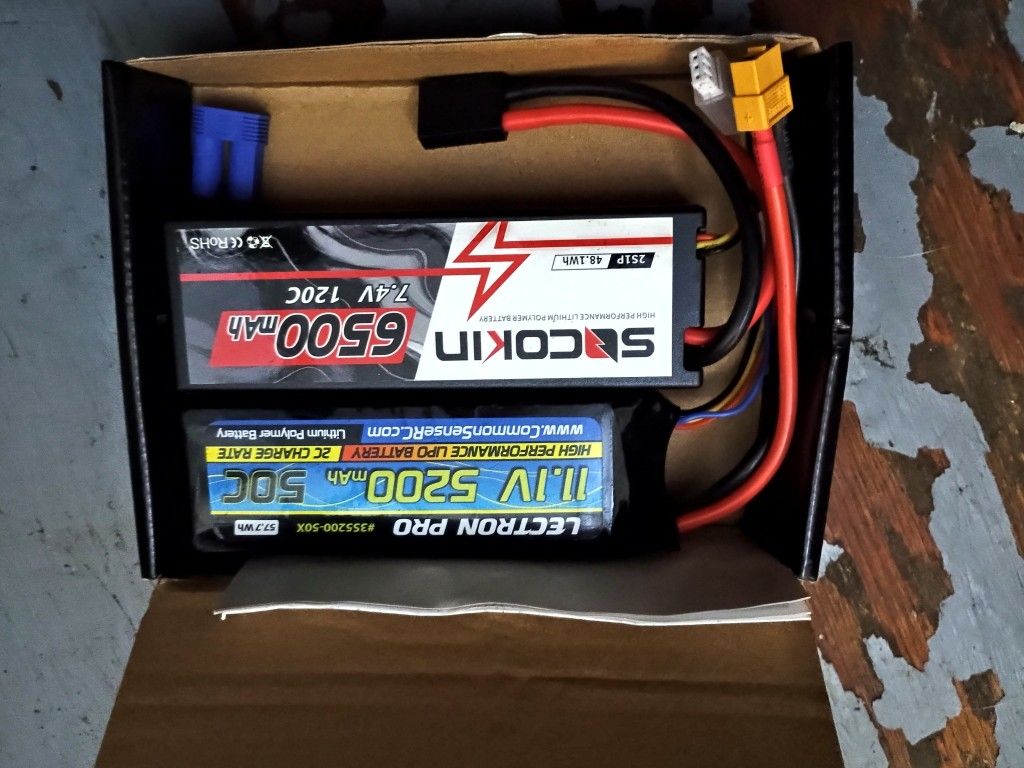 SOCOKIN
HIGH PERFORMANCE LITHIUM POLYMER BATTERY
2S1P 48.1Wh
6500mAh
7.4V 120C
CE RoHS
LECTRON PRO
#3S5200-50X
57.7Wh
11.1V 5200mAh 50C
HIGH PERFORMANCE LIPO BATTERY 2C CHARGE RATE
www.CommonSenseRC.com Lithium Polymer Battery